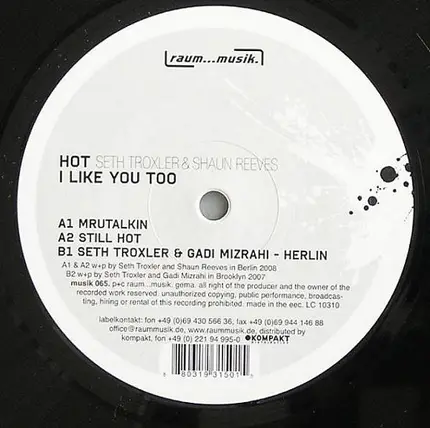 raum...musik.
HOT SETH TROXLER & SHAUN REEVES
I LIKE YOU TOO
A1 MRUTALKIN
A2 STILL HOT
B1 SETH TROXLER & GADI MIZRAHI - HERLIN
A1 & A2 w+p by Seth Troxler and Shaun Reeves in Berlin 2008
B2 w+p by Seth Troxler and Gadi Mizrahi in Brooklyn 2007
musik 065. p+c raum...musik. gema. all right of the producer and the owner of the
recorded work reserved. unauthorized copying, public performance, broadcas-
ting, hiring or rental of this recording prohibited. made in the eec. LC 10310
labelkontakt: fon +49 (0)69 430 566 36, fax +49 (0)69 944 146 88
office@raummusik.de, www.raummusik.de, distributed by
kompakt, fon +49 (0) 221 94 995-0 KOMPAKT
DISTRIBUTION
880319315015